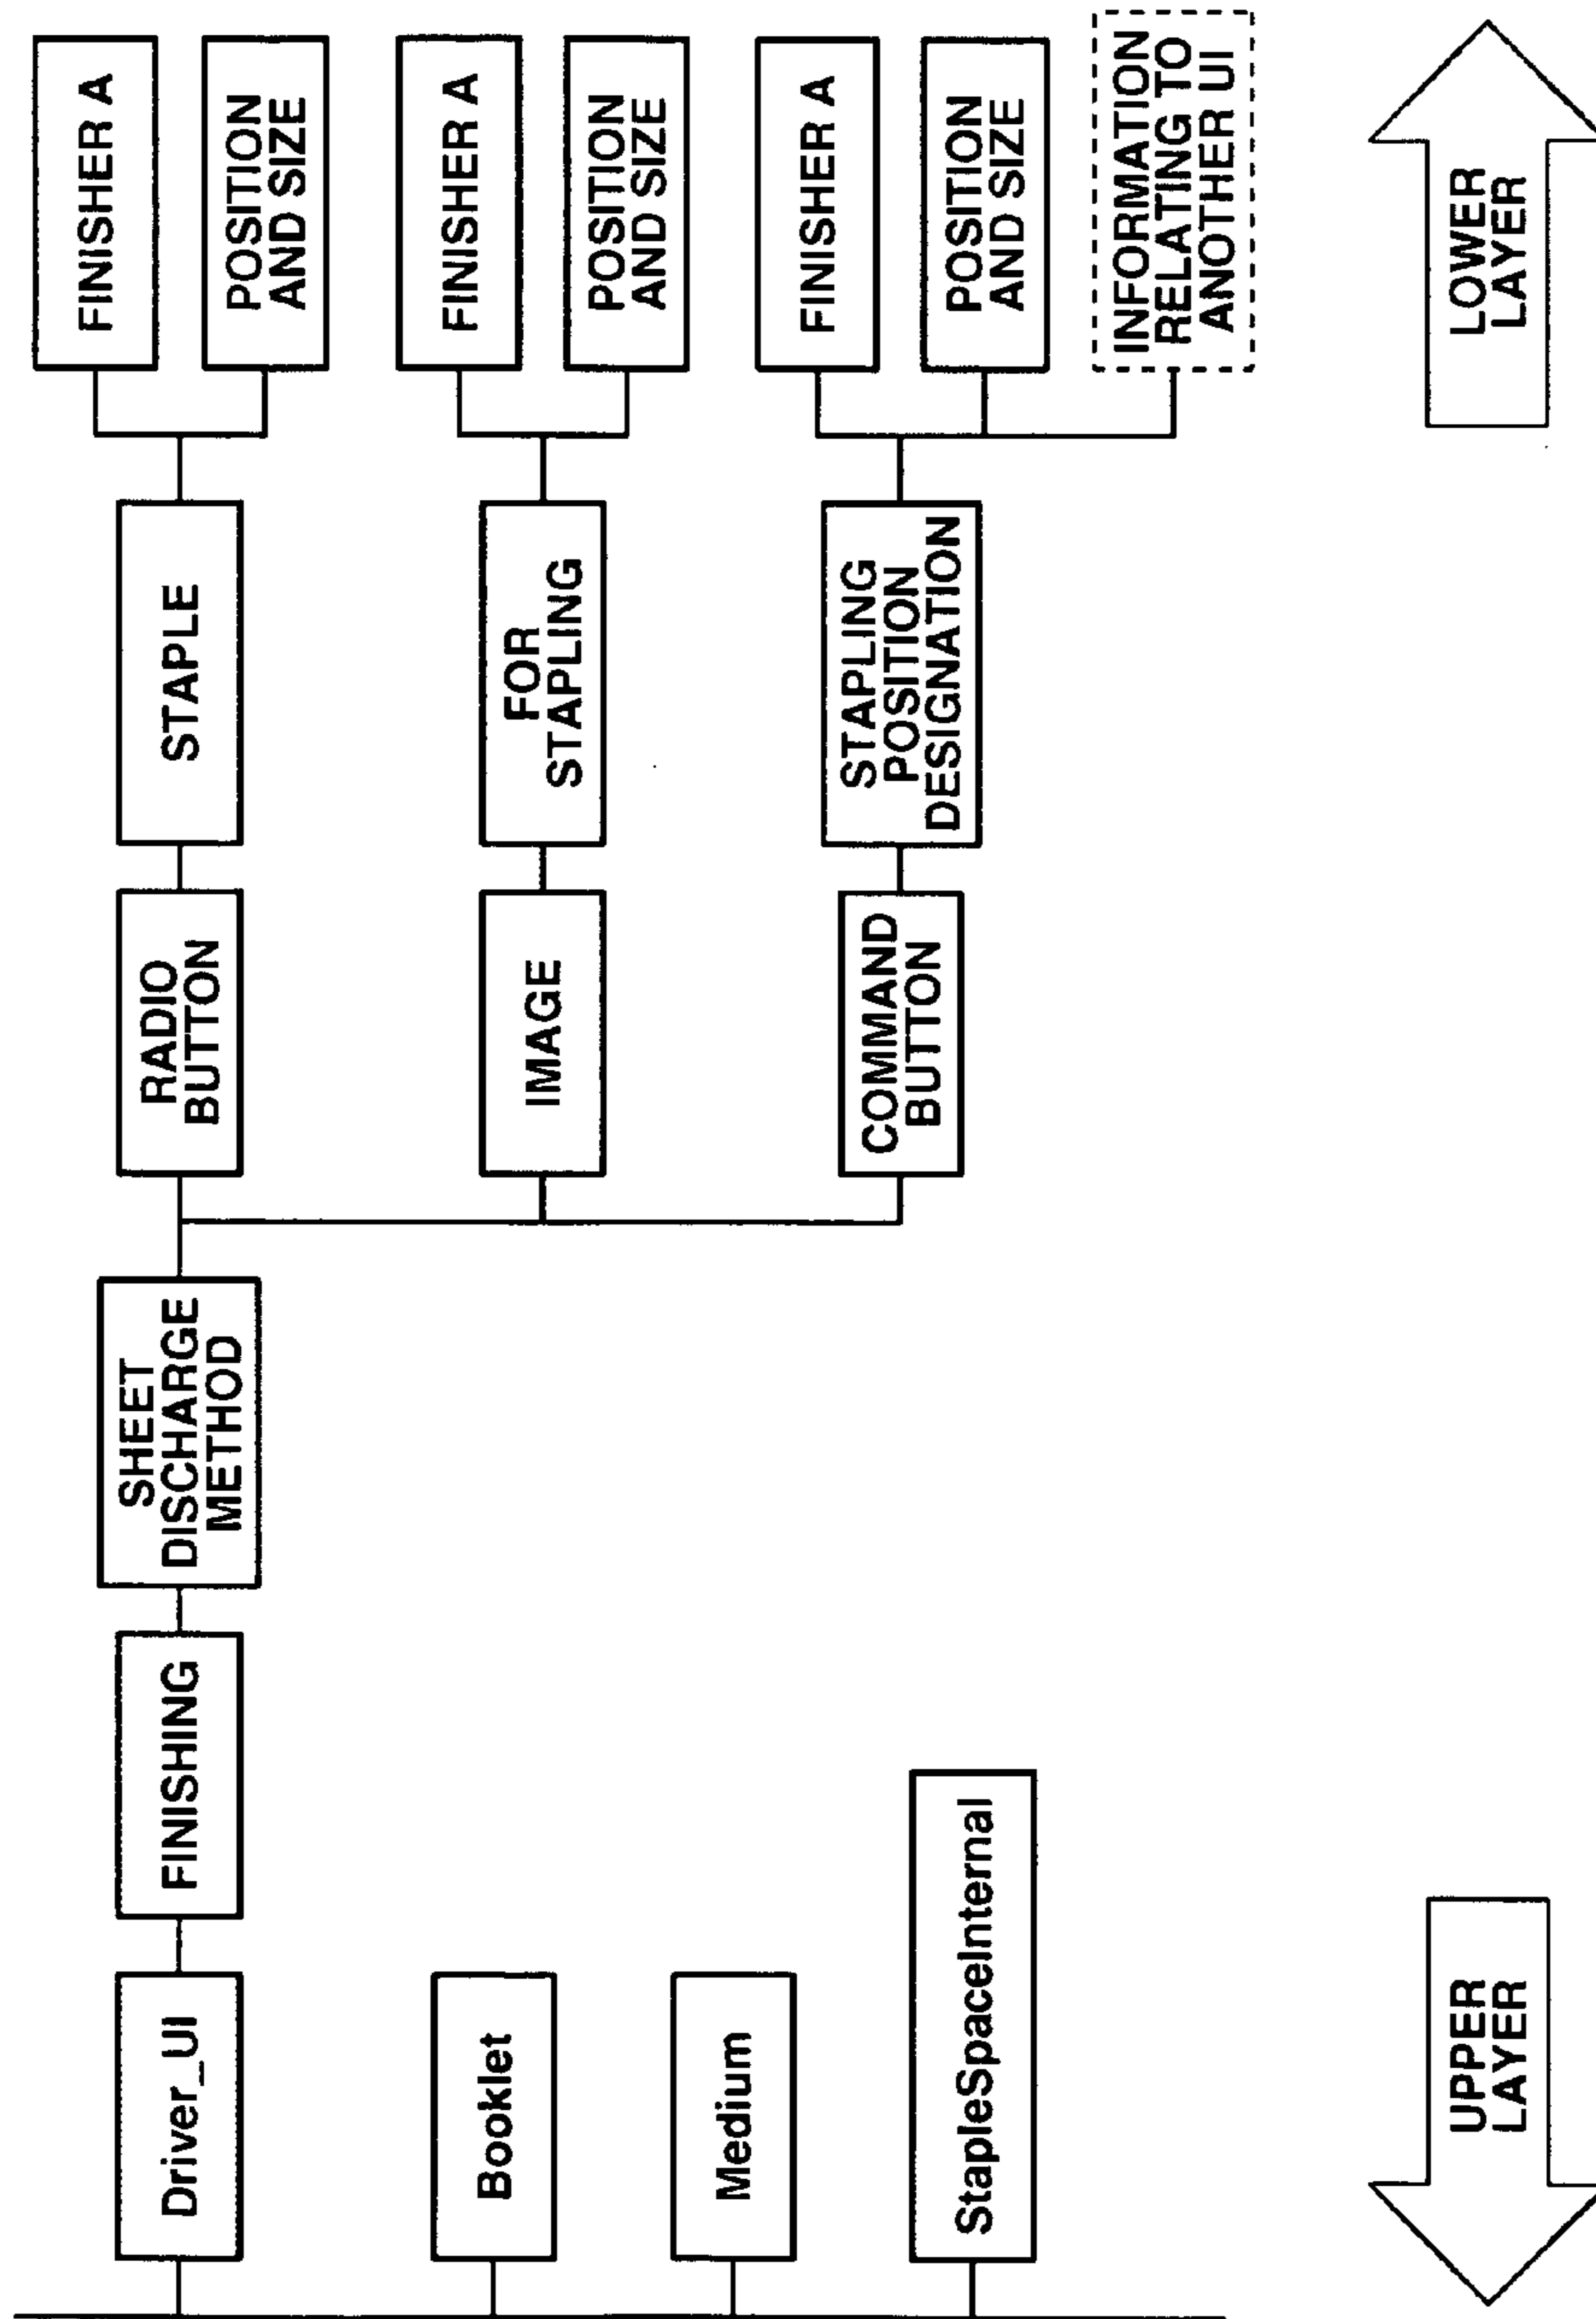 Driver_UI
FINISHING
SHEET
DISCHARGE
METHOD
RADIO
BUTTON
STAPLE
FINISHER A
POSITION
AND SIZE
IMAGE
FOR
STAPLING
FINISHER A
POSITION
AND SIZE
COMMAND
BUTTON
STAPLING
POSITION
DESIGNATION
FINISHER A
POSITION
AND SIZE
INFORMATION
RELATING TO
ANOTHER UI
Booklet
Medium
StapleSpaceInternal
UPPER
LAYER
LOWER
LAYER